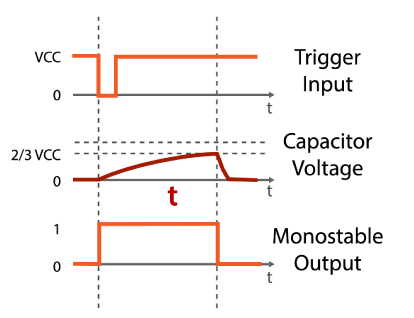 VCC
Trigger
Input
0
t
Capacitor
Voltage
2/3 VCC
0
t
t
1
Monostable
Output
0
t